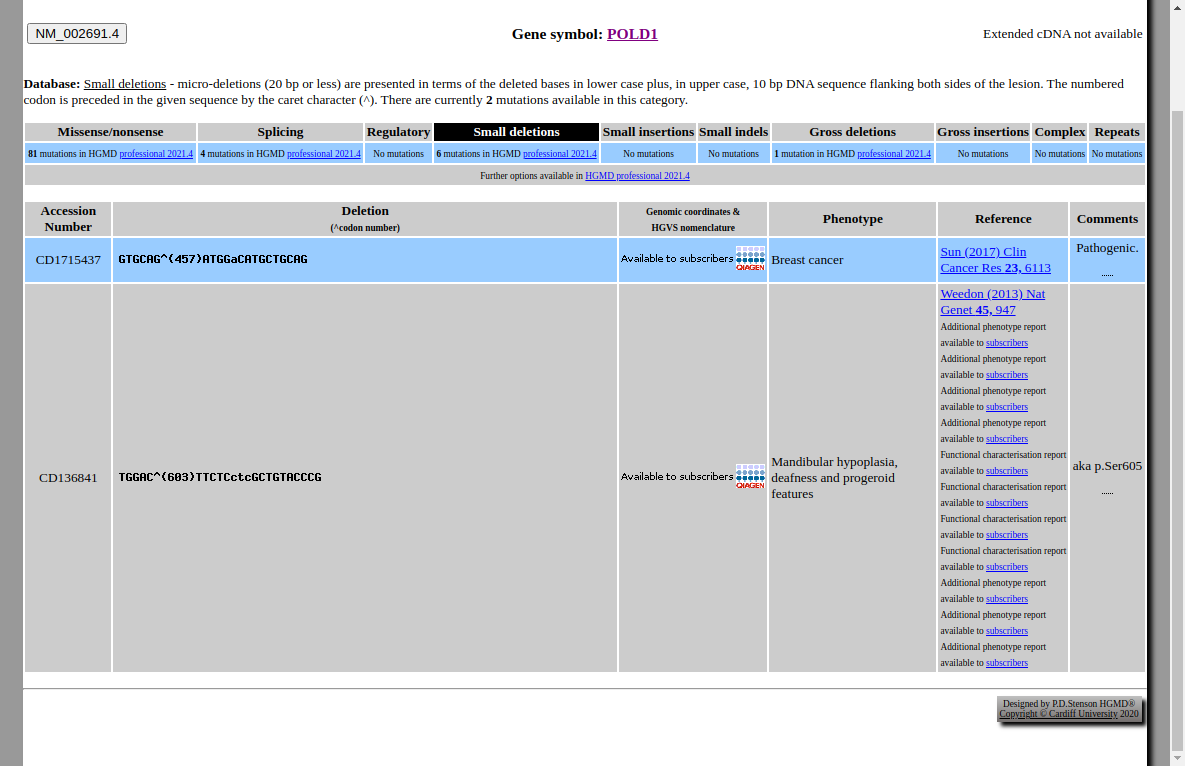 NM_002691.4
Gene symbol: POLD1
Extended cDNA not available
Database: Small deletions - micro-deletions (20 bp or less) are presented in terms of the deleted bases in lower case plus, in upper case, 10 bp DNA sequence flanking both sides of the lesion. The numbered
codon is preceded in the given sequence by the caret character (^). There are currently 2 mutations available in this category.
Missense/nonsense Splicing Regulatory Small deletions Small insertions Small indels Gross deletions Gross insertions Complex Repeats
81 mutations in HGMD professional 2021.4 4 mutations in HGMD professional 2021.4 No mutations 6 mutations in HGMD professional 2021.4 No mutations No mutations 1 mutation in HGMD professional 2021.4 No mutations No mutations No mutations
Further options available in HGMD professional 2021.4
Accession
Number
Deletion
(^codon number)
Genomic coordinates &
HGVS nomenclature
Phenotype
Reference
Comments
CD1715437
GTGCAG^(457)ATGGaCATGCTGCAG
Available to subscribers
QIAGEN
Breast cancer
Sun (2017) Clin
Cancer Res 23, 6113
Pathogenic.
......
CD136841
TGGAC^(603)TTCTCctcGCTGTACCCG
Available to subscribers
QIAGEN
Mandibular hypoplasia,
deafness and progeroid
features
Weedon (2013) Nat
Genet 45, 947
Additional phenotype report
available to subscribers
Additional phenotype report
available to subscribers
Additional phenotype report
available to subscribers
Additional phenotype report
available to subscribers
Functional characterisation report
available to subscribers
Functional characterisation report
available to subscribers
Functional characterisation report
available to subscribers
Functional characterisation report
available to subscribers
Additional phenotype report
available to subscribers
Additional phenotype report
available to subscribers
Additional phenotype report
available to subscribers
aka p.Ser605
......
Designed by P.D.Stenson HGMD®
Copyright © Cardiff University 2020